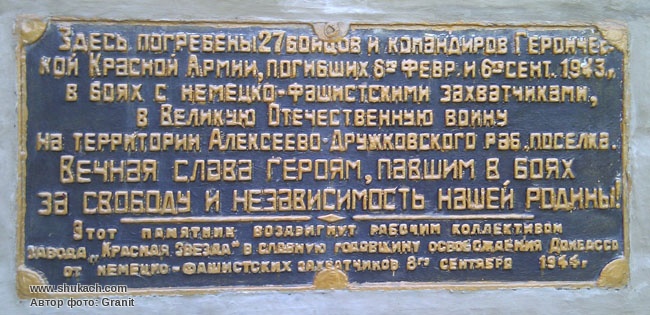 Здесь погребены 27 бойцов и командиров Героичес-
кой Красной Армии, погибших 6го февр. и 6го сент. 1943 г.
в боях с немецко-фашистскими захватчиками,
в Великую Отечественную войну
на территории Алексеево-Дружковского раб. поселка.
Вечная слава героям, павшим в боях
за свободу и независимость нашей Родины!
Этот памятник воздвигнут рабочим коллективом
завода „Красная Звезда" в славную годовщину освобождения Донбасса
от немецко-фашистских захватчиков 8го сентября 1944г
www.shukach.com
Автор фото: Granit